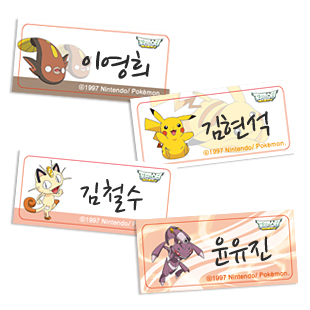 이영희
©1997 Nintendo/ Pokémon.
김현석
©1997 Nintendo/ Pokémon.
김철수
©1997 Nintendo/ Pokémon.
윤유진
©1997 Nintendo/ Pokémon.